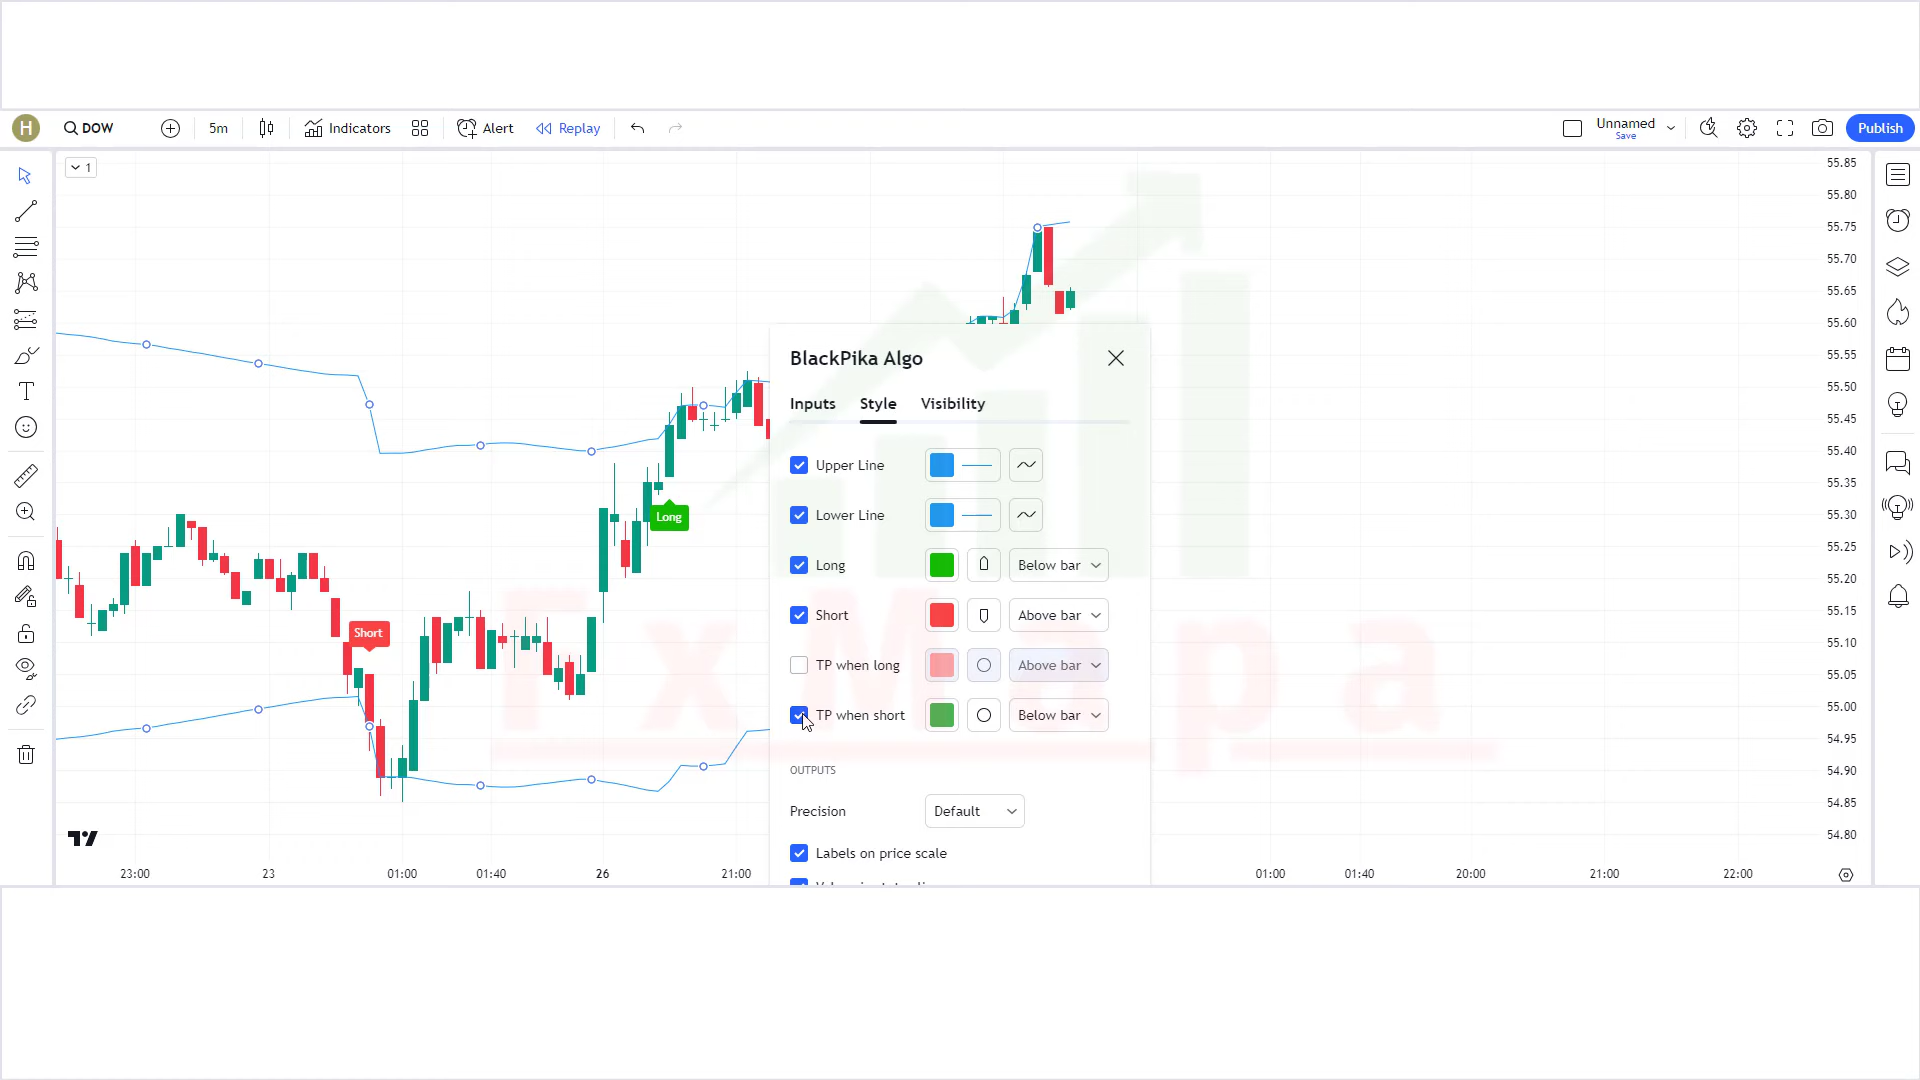 H
DOW
5m
Indicators
Alert
Replay
Unnamed
Save
Publish
1
55.85
55.80
55.75
55.70
55.65
55.60
55.55
55.50
55.45
55.40
55.35
55.30
55.25
55.20
55.15
55.10
55.05
55.00
54.95
54.90
54.85
54.80
Long
Short
BlackPika Algo
Inputs Style Visibility
Upper Line
Lower Line
Long Below bar
Short Above bar
TP when long Above bar
TP when short Below bar
OUTPUTS
Precision Default
Labels on price scale
23:00 23 01:00 01:40 26 21:00 01:00 01:40 20:00 21:00 22:00